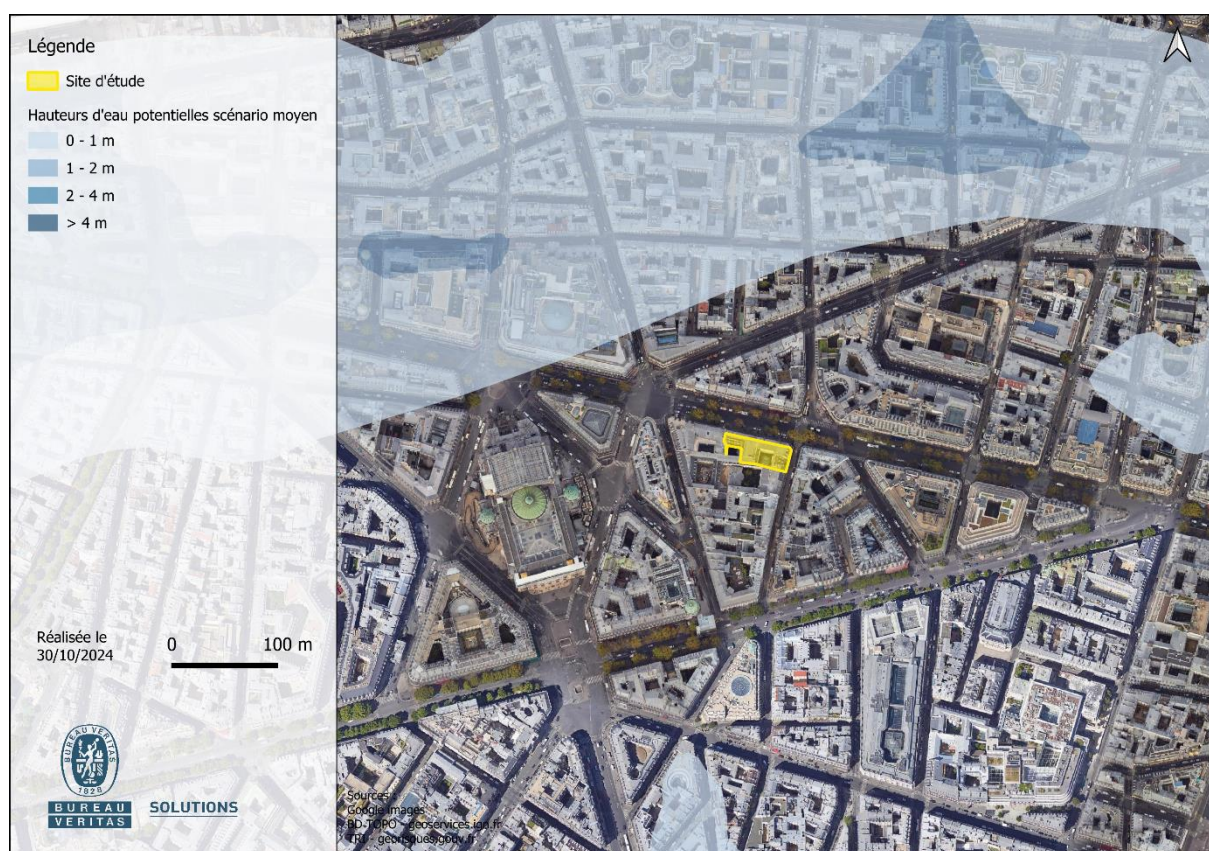 Légende
Site d'étude
Hauteurs d'eau potentielles scénario moyen
0 - 1 m
1 - 2 m
2 - 4 m
> 4 m
Réalisée le
30/10/2024
0 100 m
BUREAU VERITAS
1828
BUREAU
VERITAS
SOLUTIONS
Sources :
Google images
BD-TOPO - geoservices.ign.fr
TRI - georisques.gouv.fr